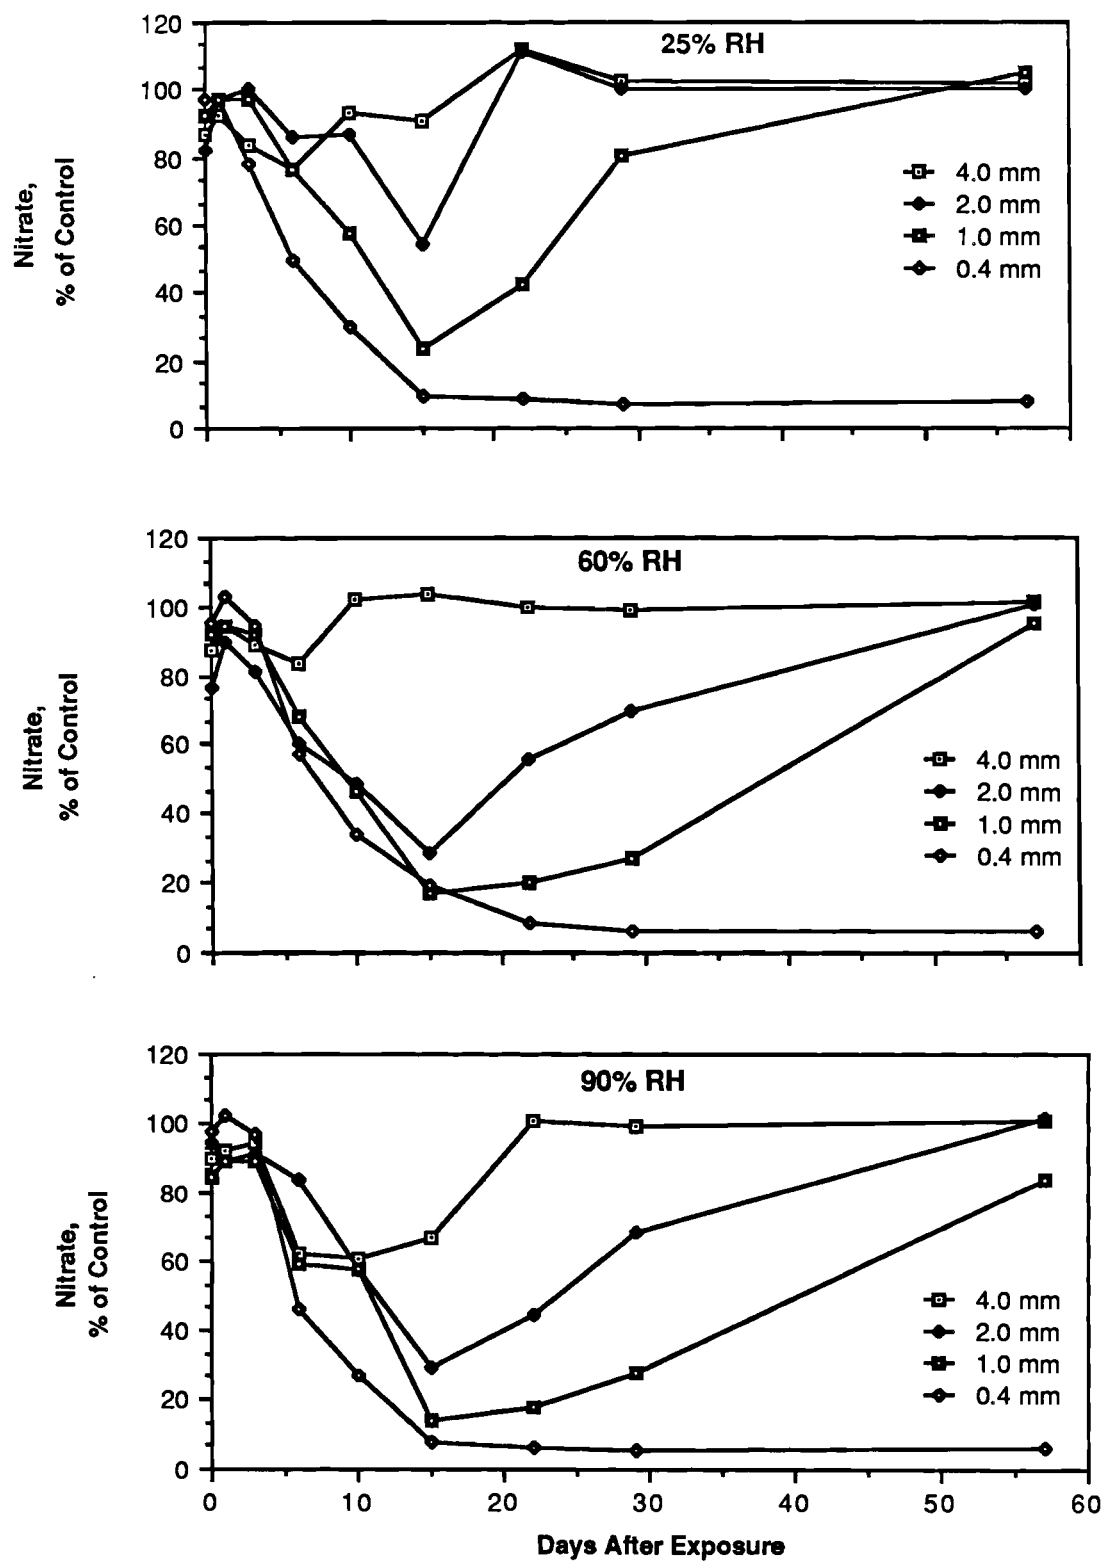 120
25% RH
100
80
60
40
20
0
Nitrate,
% of Control
4.0 mm
2.0 mm
1.0 mm
0.4 mm
120
60% RH
100
80
60
40
20
0
Nitrate,
% of Control
4.0 mm
2.0 mm
1.0 mm
0.4 mm
120
90% RH
100
80
60
40
20
0
Nitrate,
% of Control
4.0 mm
2.0 mm
1.0 mm
0.4 mm
0 10 20 30 40 50 60
Days After Exposure